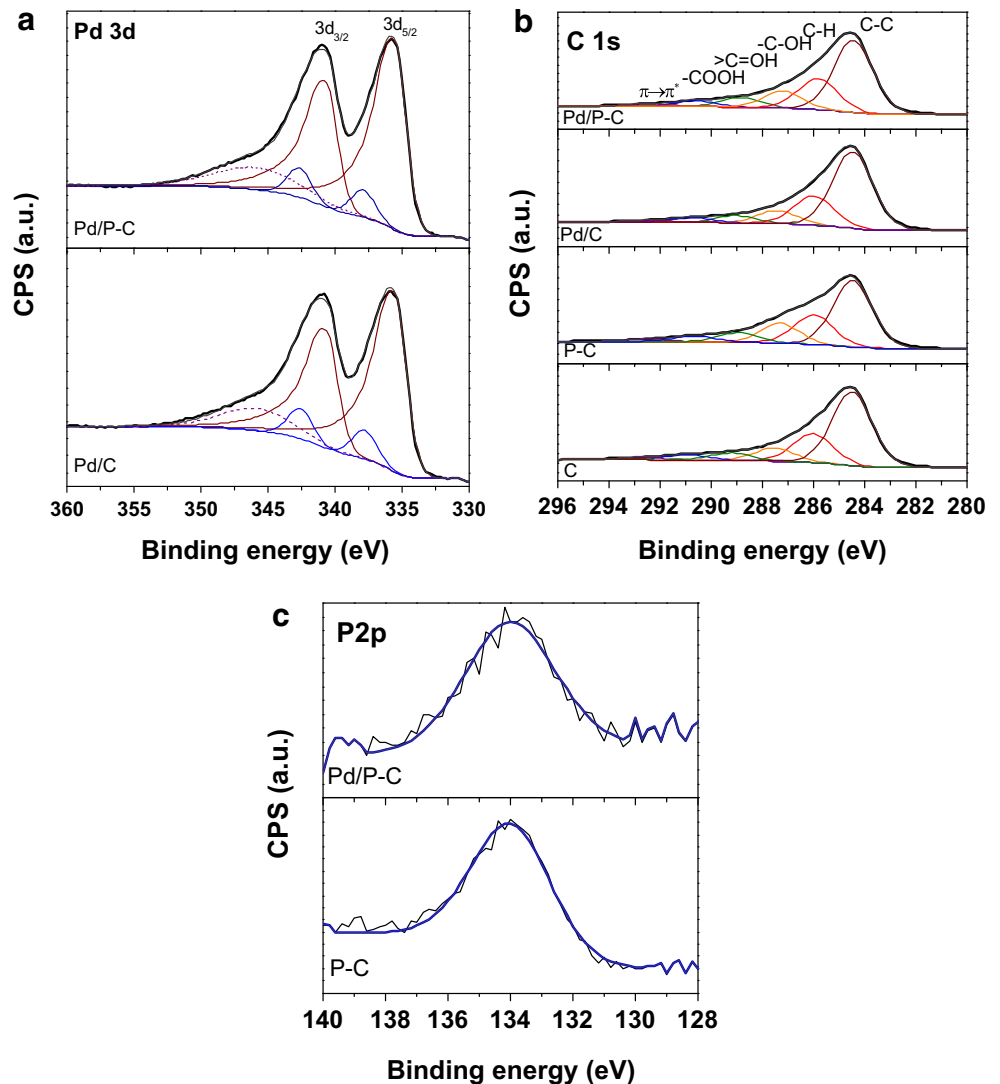 a
Pd 3d
3d3/2
3d5/2
Pd/P-C
Pd/C
CPS (a.u.)
360 355 350 345 340 335 330
Binding energy (eV)
b
C 1s
C-C
C-H
-C-OH
>C=OH
-COOH
π→π*
Pd/P-C
Pd/C
P-C
C
CPS (a.u.)
296 294 292 290 288 286 284 282 280
Binding energy (eV)
c
P2p
Pd/P-C
P-C
CPS (a.u.)
140 138 136 134 132 130 128
Binding energy (eV)